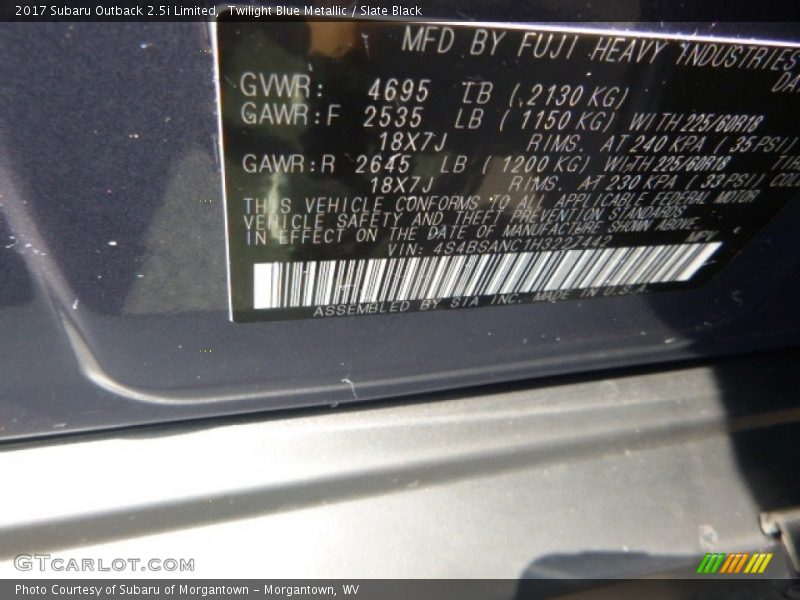 2017 Subaru Outback 2.5i Limited, Twilight Blue Metallic / Slate Black
MFD BY FUJI HEAVY INDUSTRIES
GVWR: 4695 LB (2130 KG)
GAWR:F 2535 LB (1150 KG) WITH 225/60R18
18X7J RIMS. AT 240 KPA (35 PSI)
GAWR:R 2645 LB (1200 KG) WITH 225/60R18
18X7J RIMS. AT 230 KPA (33 PSI)
THIS VEHICLE CONFORMS TO ALL APPLICABLE FEDERAL MOTOR
VEHICLE SAFETY AND THEFT PREVENTION STANDARDS
IN EFFECT ON THE DATE OF MANUFACTURE SHOWN ABOVE.
VIN: 4S4BSANC1H3227442 MPV
ASSEMBLED BY SIA INC. MADE IN U.S.A.
GTCARLOT.COM
Photo Courtesy of Subaru of Morgantown - Morgantown, WV